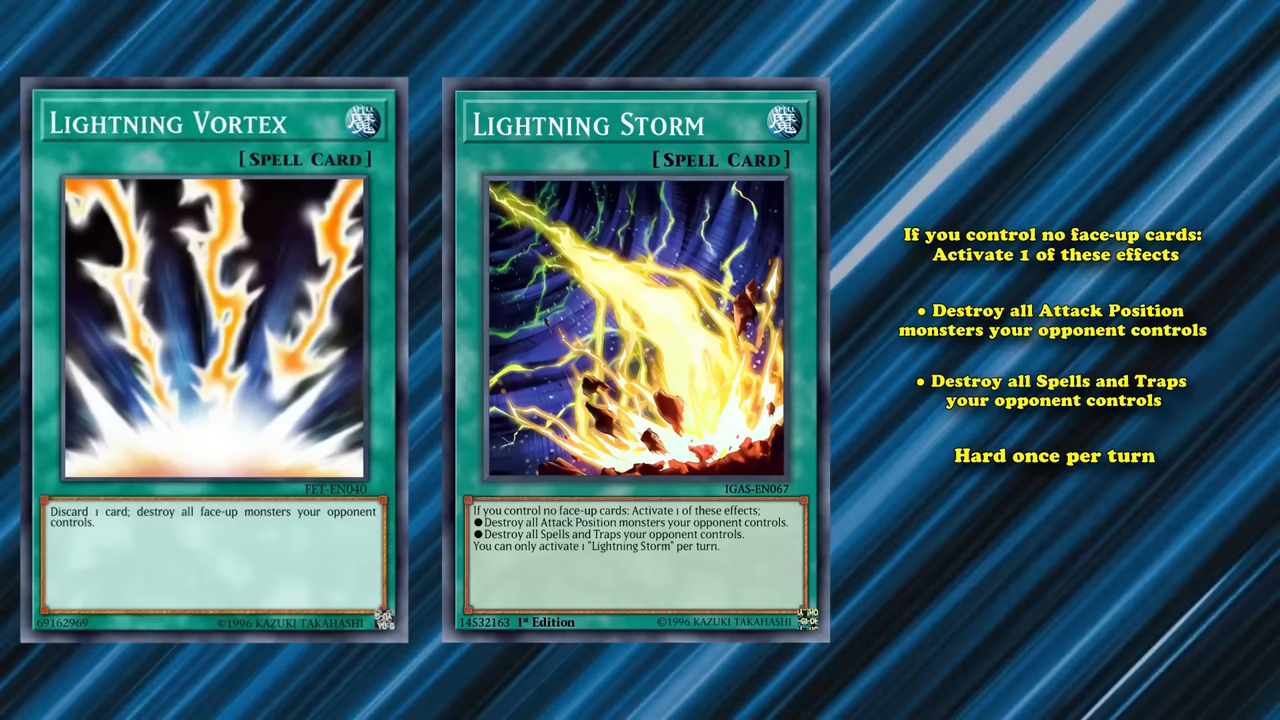 LIGHTNING VORTEX
[SPELL CARD]
FET-EN040
Discard 1 card; destroy all face-up monsters your opponent
controls.
69162969 ©1996 KAZUKI TAKAHASHI
LIGHTNING STORM
[SPELL CARD]
IGAS-EN067
If you control no face-up cards: Activate 1 of these effects;
●Destroy all Attack Position monsters your opponent controls.
●Destroy all Spells and Traps your opponent controls.
You can only activate 1 "Lightning Storm" per turn.
14532163 1st Edition ©1996 KAZUKI TAKAHASHI
If you control no face-up cards:
Activate 1 of these effects
• Destroy all Attack Position
monsters your opponent controls
• Destroy all Spells and Traps
your opponent controls
Hard once per turn